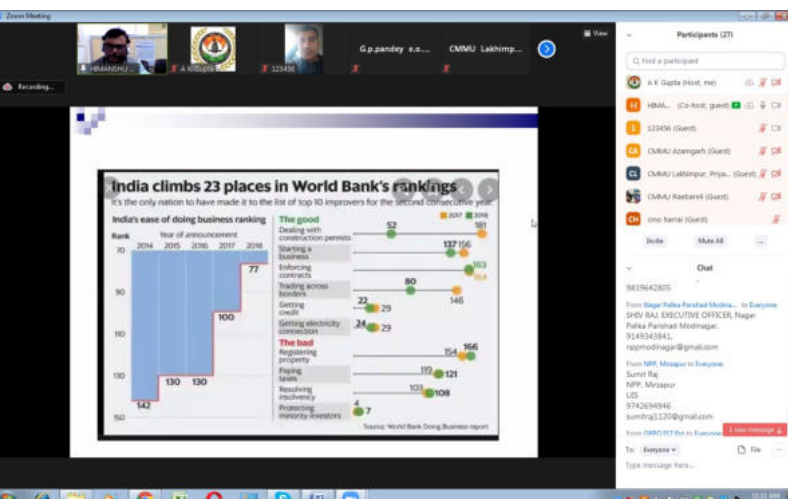 Zoom Meeting
View
HIMANSHU ...
A K Gupta
123456
G.p.pandey e.o....
CMMU Lakhimp...
Recording...
India climbs 23 places in World Bank's rankings
It's the only nation to have made it to the list of top 10 improvers for the second consecutive year
India's ease of doing business ranking
Rank
Year of announcement
2014 2015 2016 2017 2018
70
90
110
130
150
142
130
130
100
77
2017 2018
The good
Dealing with construction permits
52 181
Starting a business
137 156
Enforcing contracts
163
164
Trading across borders
80 146
Getting credit
22 29
Getting electricity connection
24 29
The bad
Registering property
154 166
Paying taxes
119 121
Resolving insolvency
103 108
Protecting minority investors
4 7
Source: World Bank Doing Business report
Participants (27)
Find a participant
A K Gupta (Host, me)
HIMA... (Co-host, guest)
123456 (Guest)
CMMU Azamgarh (Guest)
CMMU Lakhimpur, Priya... (Guest)
CMMU Raebareli (Guest)
cmo harrai (Guest)
Invite
Mute All
...
Chat
9839642805
From Nagar Palika Parishad Modina... to Everyone
SHIV RAJ, EXECUTIVE OFFICER, Nagar
Palika Parishad Modinagar.
9149343841,
nppmodinagar@gmail.com
From NPP, Mirzapur to Everyone
Sumit Raj
NPP, Mirzapur
9742694946
sumitraj1120@gmail.com
1 new message
To: Everyone
File
...
Type message here...
11:11 AM